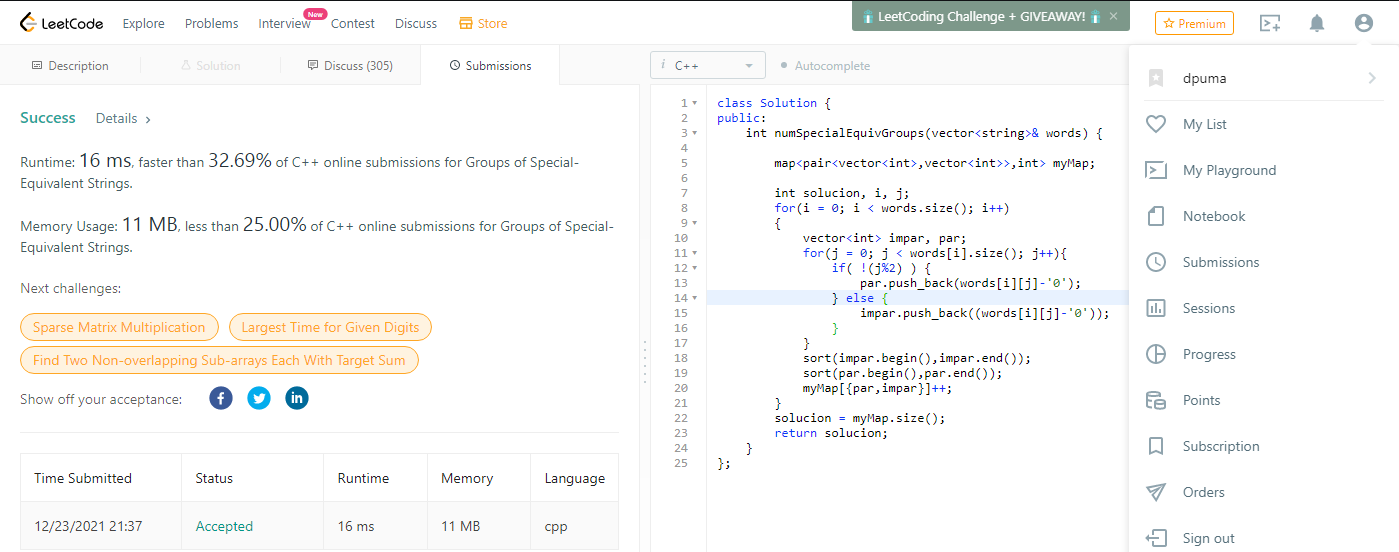 LeetCode Explore Problems Interview New Contest Discuss Store
LeetCoding Challenge + GIVEAWAY! ×
Premium
Description Solution Discuss (305) Submissions
Success Details >
Runtime: 16 ms, faster than 32.69% of C++ online submissions for Groups of Special-
Equivalent Strings.
Memory Usage: 11 MB, less than 25.00% of C++ online submissions for Groups of Special-
Equivalent Strings.
Next challenges:
Sparse Matrix Multiplication Largest Time for Given Digits
Find Two Non-overlapping Sub-arrays Each With Target Sum
Show off your acceptance:
Time Submitted Status Runtime Memory Language
12/23/2021 21:37 Accepted 16 ms 11 MB cpp
i C++ Autocomplete
1 class Solution {
2 public:
3 int numSpecialEquivGroups(vector<string>& words) {
4
5 map<pair<vector<int>,vector<int>>,int> myMap;
6
7 int solucion, i, j;
8 for(i = 0; i < words.size(); i++)
9 {
10 vector<int> impar, par;
11 for(j = 0; j < words[i].size(); j++){
12 if( !(j%2) ) {
13 par.push_back(words[i][j]-'0');
14 } else {
15 impar.push_back((words[i][j]-'0'));
16 }
17 }
18 sort(impar.begin(),impar.end());
19 sort(par.begin(),par.end());
20 myMap[{par,impar}]++;
21 }
22 solucion = myMap.size();
23 return solucion;
24 }
25 };
dpuma
My List
My Playground
Notebook
Submissions
Sessions
Progress
Points
Subscription
Orders
Sign out